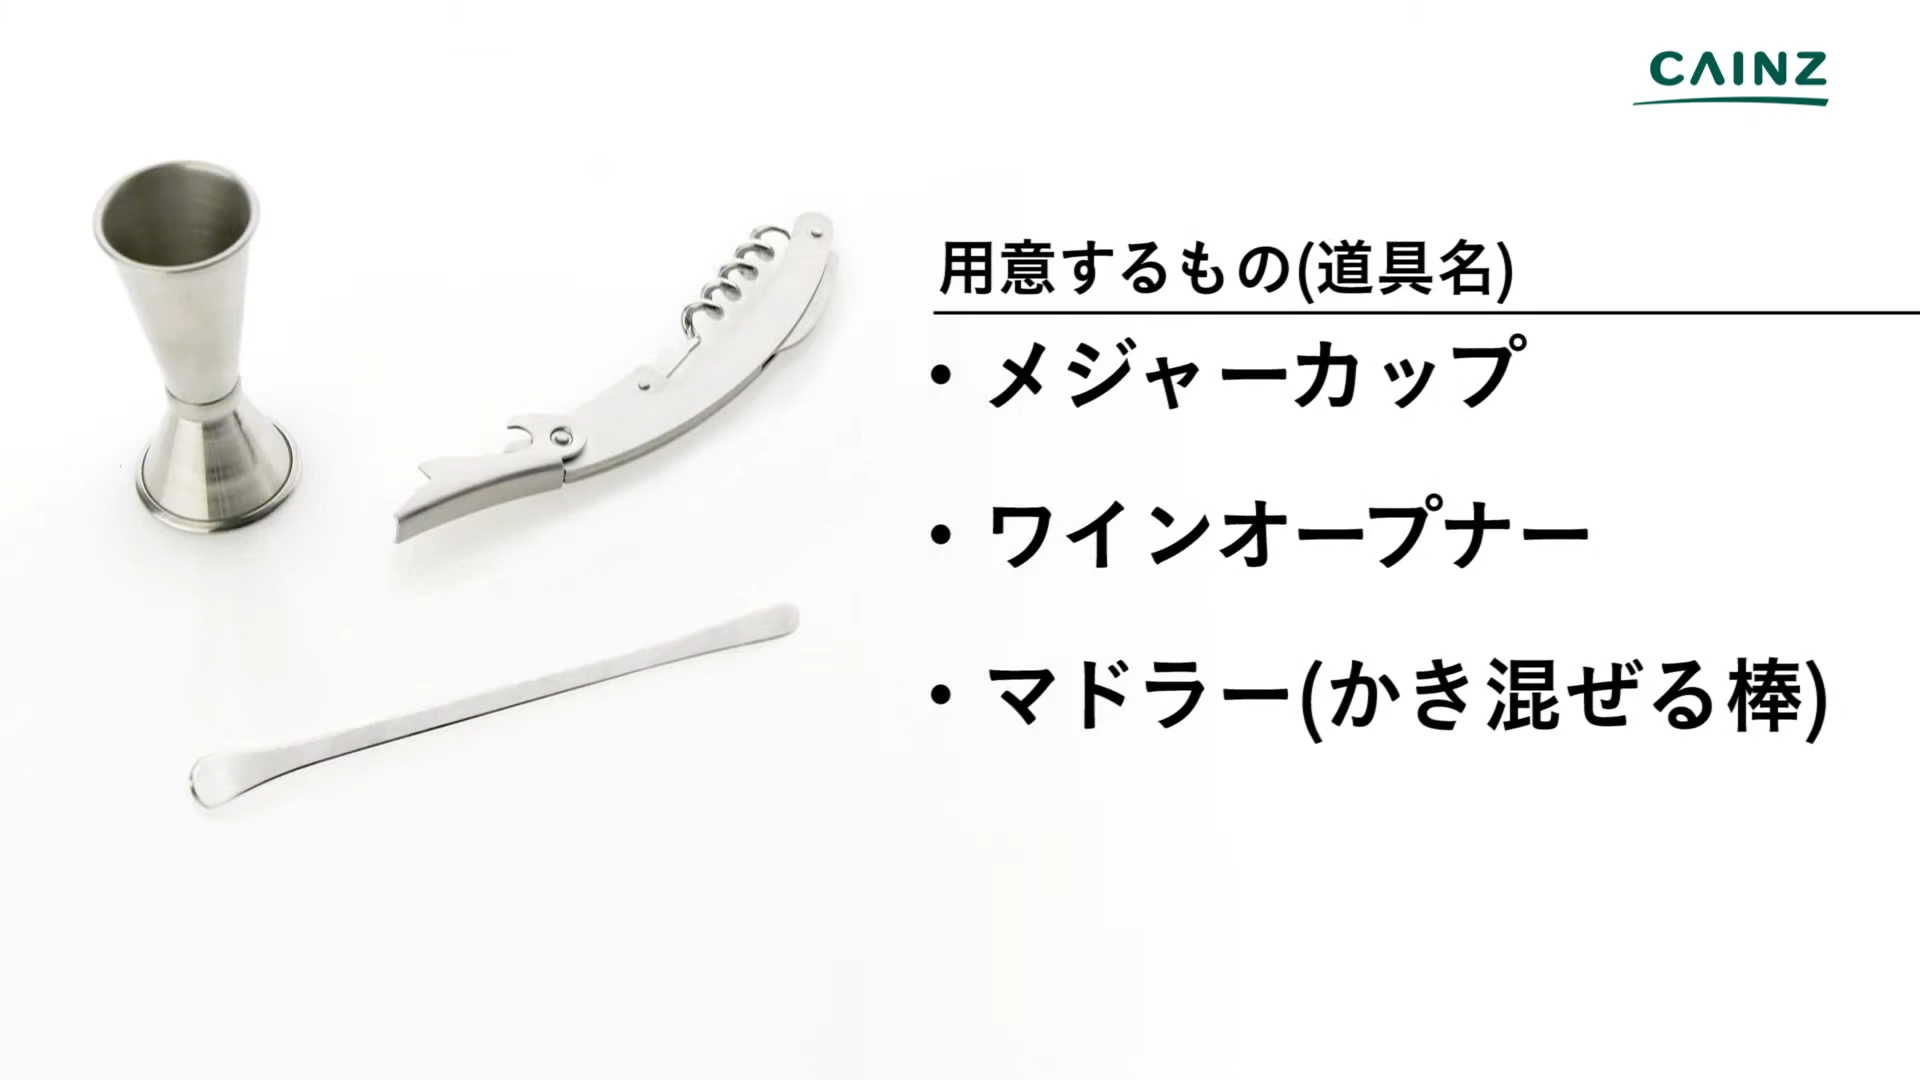 CAINZ
用意するもの(道具名)
・メジャーカップ
・ワインオープナー
・マドラー(かき混ぜる棒)